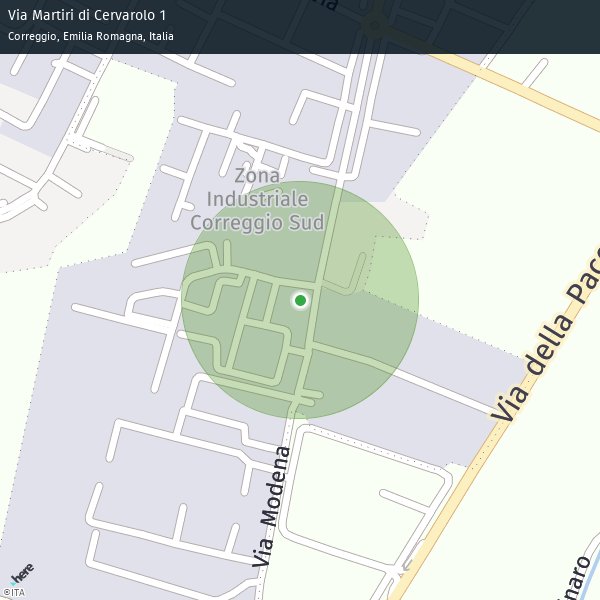 Via Martiri di Cervarolo 1
Correggio, Emilia Romagna, Italia
Zona
Industriale
Correggio Sud
Via della Pace
Via Modena
naro
here
©ITA